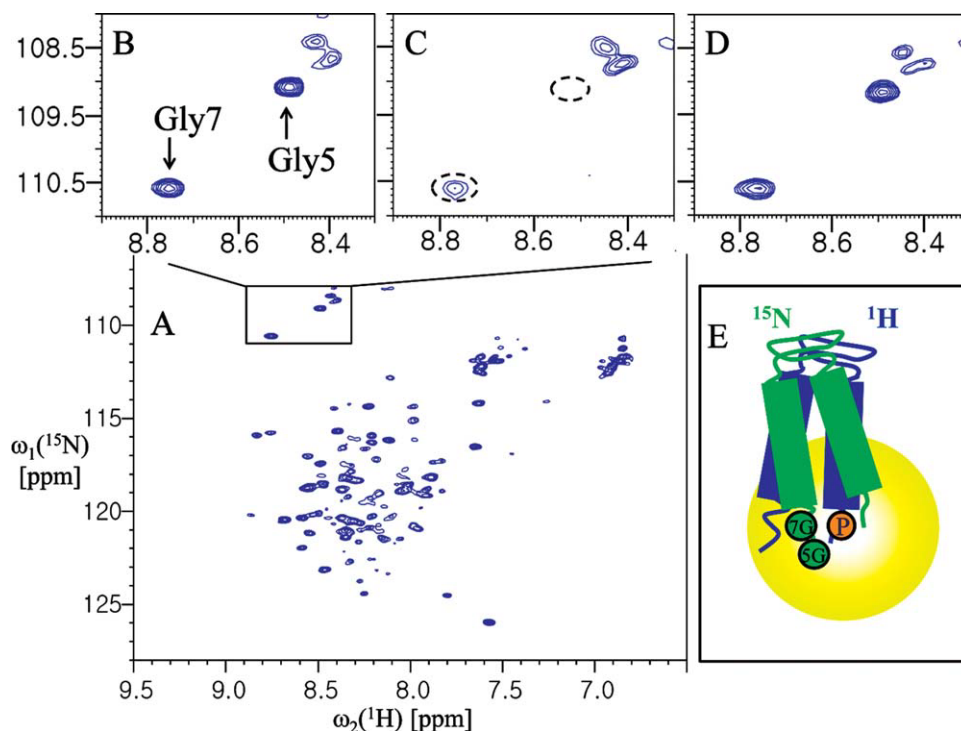 B
C
D
108.5
109.5
110.5
Gly7
Gly5
8.8 8.6 8.4
8.8 8.6 8.4
8.8 8.6 8.4
A
110
115
120
125
ω1(15N)
[ppm]
9.5 9.0 8.5 8.0 7.5 7.0
ω2(1H) [ppm]
E
15N
1H
7G
P
5G